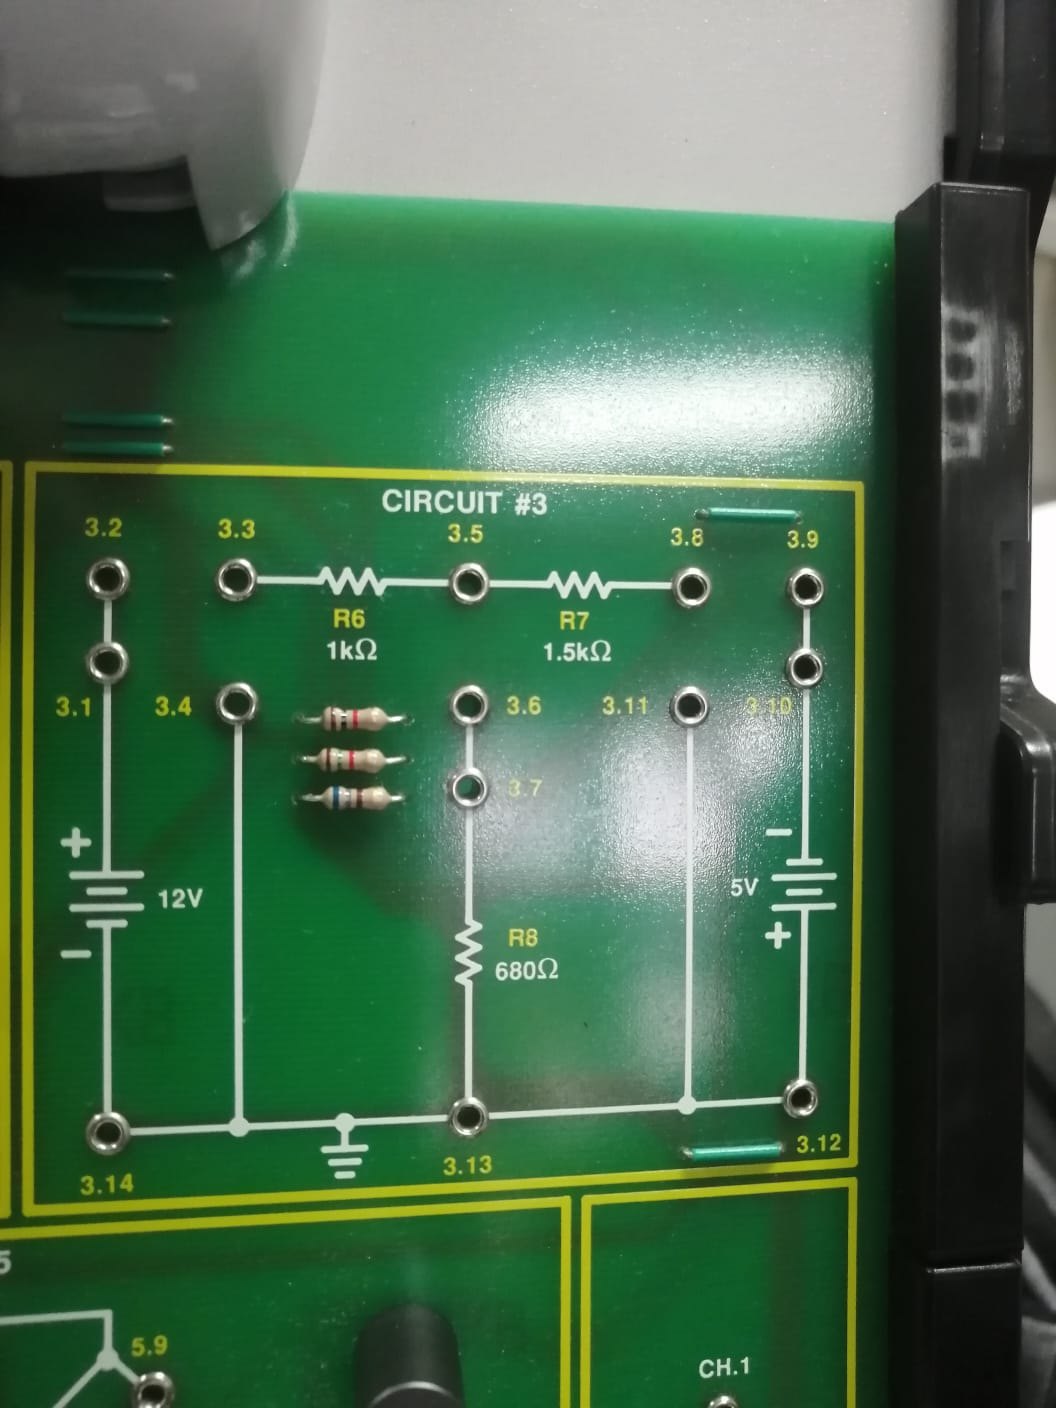 CIRCUIT #3
3.2
3.3
3.5
3.8
3.9
R6
1kΩ
R7
1.5kΩ
3.1
3.4
3.6
3.11
3.10
3.7
+
12V
−
−
5V
+
R8
680Ω
3.14
3.13
3.12
5
5.9
CH.1